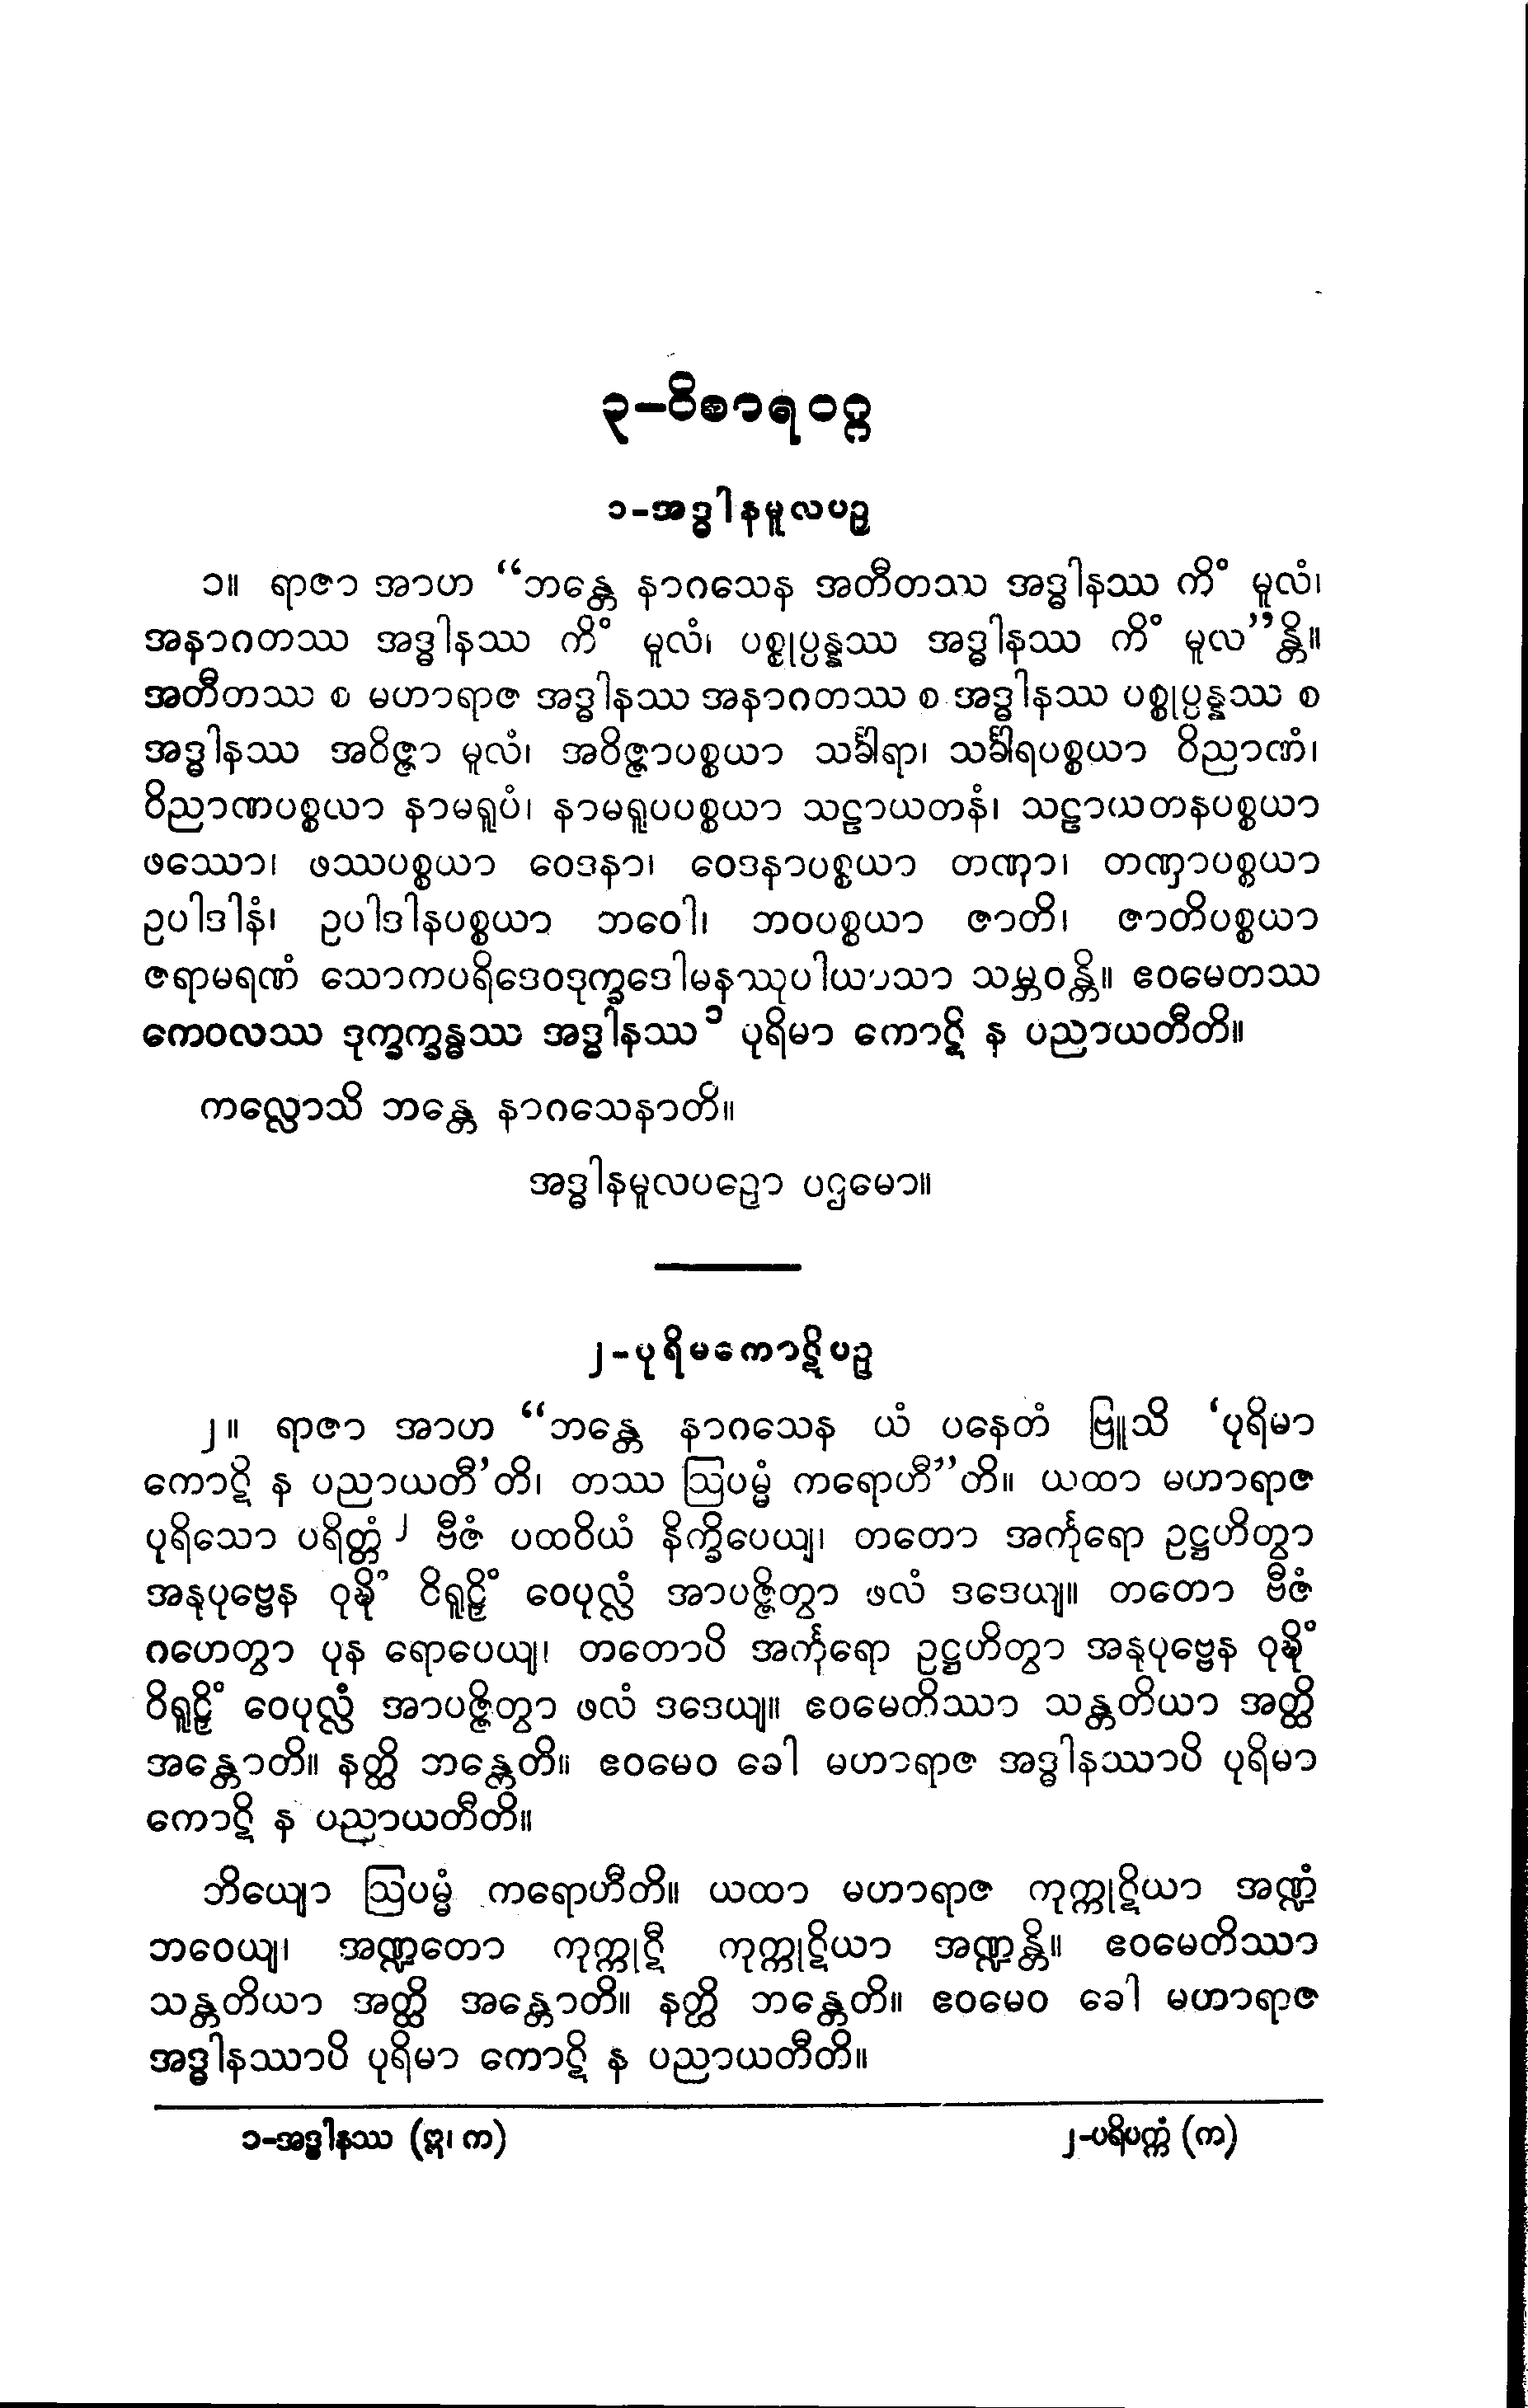 ၃-ဝိစာရဝဂ္ဂ
၁-အဒ္ဓါနမူလပဉှ
၁။ ရာဇာ အာဟ “ဘန္တေ နာဂသေန အတီတဿ အဒ္ဓါနဿ ကိံ မူလံ၊
အနာဂတဿ အဒ္ဓါနဿ ကိံ မူလံ၊ ပစ္စုပ္ပန္နဿ အဒ္ဓါနဿ ကိံ မူလ”န္တိ။
အတီတဿ စ မဟာရာဇ အဒ္ဓါနဿ အနာဂတဿ စ အဒ္ဓါနဿ ပစ္စုပ္ပန္နဿ စ
အဒ္ဓါနဿ အဝိဇ္ဇာ မူလံ၊ အဝိဇ္ဇာပစ္စယာ သင်္ခါရာ၊ သင်္ခါရပစ္စယာ ဝိညာဏံ၊
ဝိညာဏပစ္စယာ နာမရူပံ၊ နာမရူပပစ္စယာ သဠာယတနံ၊ သဠာယတနပစ္စယာ
ဖဿော၊ ဖဿပစ္စယာ ဝေဒနာ၊ ဝေဒနာပစ္စယာ တဏှာ၊ တဏှာပစ္စယာ
ဥပါဒါနံ၊ ဥပါဒါနပစ္စယာ ဘဝေါ၊ ဘဝပစ္စယာ ဇာတိ၊ ဇာတိပစ္စယာ
ဇရာမရဏံ သောကပရိဒေဝဒုက္ခဒေါမနဿုပါယာသာ သမ္ဘဝန္တိ။ ဧဝမေတဿ
ကေဝလဿ ဒုက္ခက္ခန္ဓဿ အဒ္ဓါနဿ ၁ ပုရိမာ ကောဋိ န ပညာယတီတိ။
ကလ္လောသိ ဘန္တေ နာဂသေနာတိ။
အဒ္ဓါနမူလပဉှော ပဌမော။
၂-ပုရိမကောဋိပဉှ
၂။ ရာဇာ အာဟ “ဘန္တေ နာဂသေန ယံ ပနေတံ ဗြူသိ ‘ပုရိမာ
ကောဋိ န ပညာယတီ’တိ၊ တဿ ဩပမ္မံ ကရောဟီ”တိ။ ယထာ မဟာရာဇ
ပုရိသော ပရိတ္တံ ၂ ဗီဇံ ပထဝိယံ နိက္ခိပေယျ၊ တတော အင်္ကုရော ဥဋ္ဌဟိတွာ
အနုပုဗ္ဗေန ဝုဍ္ဎိံ ဝိရူဠှိံ ဝေပုလ္လံ အာပဇ္ဇိတွာ ဖလံ ဒဒေယျ။ တတော ဗီဇံ
ဂဟေတွာ ပုန ရောပေယျ၊ တတောပိ အင်္ကုရော ဥဋ္ဌဟိတွာ အနုပုဗ္ဗေန ဝုဍ္ဎိံ
ဝိရူဠှိံ ဝေပုလ္လံ အာပဇ္ဇိတွာ ဖလံ ဒဒေယျ။ ဧဝမေတိဿာ သန္တတိယာ အတ္ထိ
အန္တောတိ။ နတ္ထိ ဘန္တေတိ။ ဧဝမေဝ ခေါ မဟာရာဇ အဒ္ဓါနဿာပိ ပုရိမာ
ကောဋိ န ပညာယတီတိ။
ဘိယျော ဩပမ္မံ ကရောဟီတိ။ ယထာ မဟာရာဇ ကုက္ကုဋိယာ အဏ္ဍံ
ဘဝေယျ၊ အဏ္ဍတော ကုက္ကုဋီ ကုက္ကုဋိယာ အဏ္ဍန္တိ။ ဧဝမေတိဿာ
သန္တတိယာ အတ္ထိ အန္တောတိ။ နတ္ထိ ဘန္တေတိ။ ဧဝမေဝ ခေါ မဟာရာဇ
အဒ္ဓါနဿာပိ ပုရိမာ ကောဋိ န ပညာယတီတိ။
၁-အဒ္ဓါနဿ (ဋ္ဌ၊ က)
၂-ပရိပက္ကံ (က)